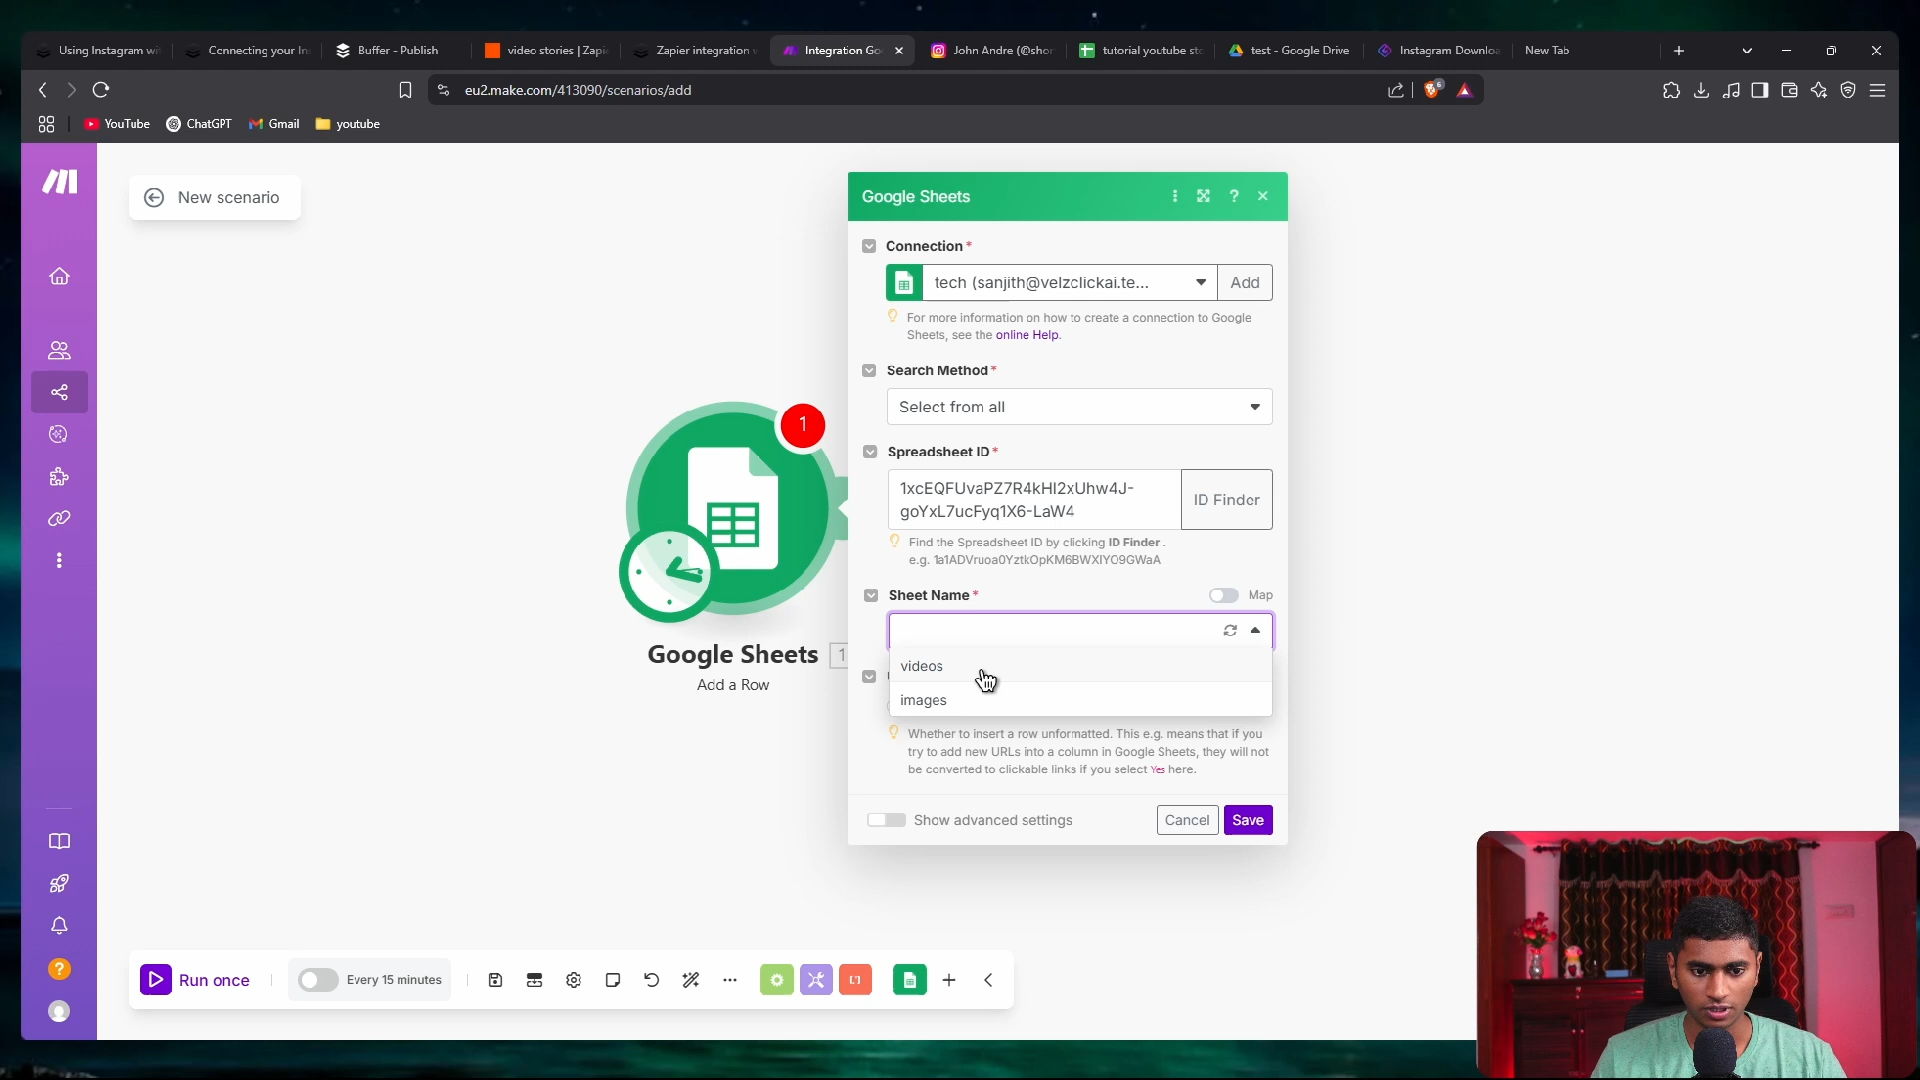 Using Instagram wi
Connecting your In
Buffer - Publish
video stories | Zapie
Zapier integration w
Integration Go
John Andre (@shor
tutorial youtube sto
test - Google Drive
Instagram Downloa
New Tab
eu2.make.com/413090/scenarios/add
6
YouTube
ChatGPT
Gmail
youtube
New scenario
Google Sheets
?
Connection *
tech (sanjith@velzclickai.te...
Add
For more information on how to create a connection to Google
Sheets, see the online Help.
Search Method *
Select from all
1
Spreadsheet ID *
1xcEQFUvaPZ7R4kHI2xUhw4J-
goYxL7ucFyq1X6-LaW4
ID Finder
Find the Spreadsheet ID by clicking ID Finder .
e.g. 1a1ADVruoa0YztkOpKM6BWXIYO9GWaA
Sheet Name *
Map
videos
images
Google Sheets
1
Add a Row
Whether to insert a row unformatted. This e.g. means that if you
try to add new URLs into a column in Google Sheets, they will not
be converted to clickable links if you select Yes here.
Show advanced settings
Cancel
Save
?
Run once
Every 15 minutes